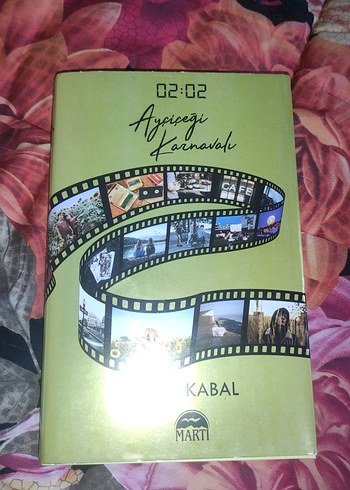 02:02
Ayçiçeği
Karnavalı
CAFE
KABAL
MARTI